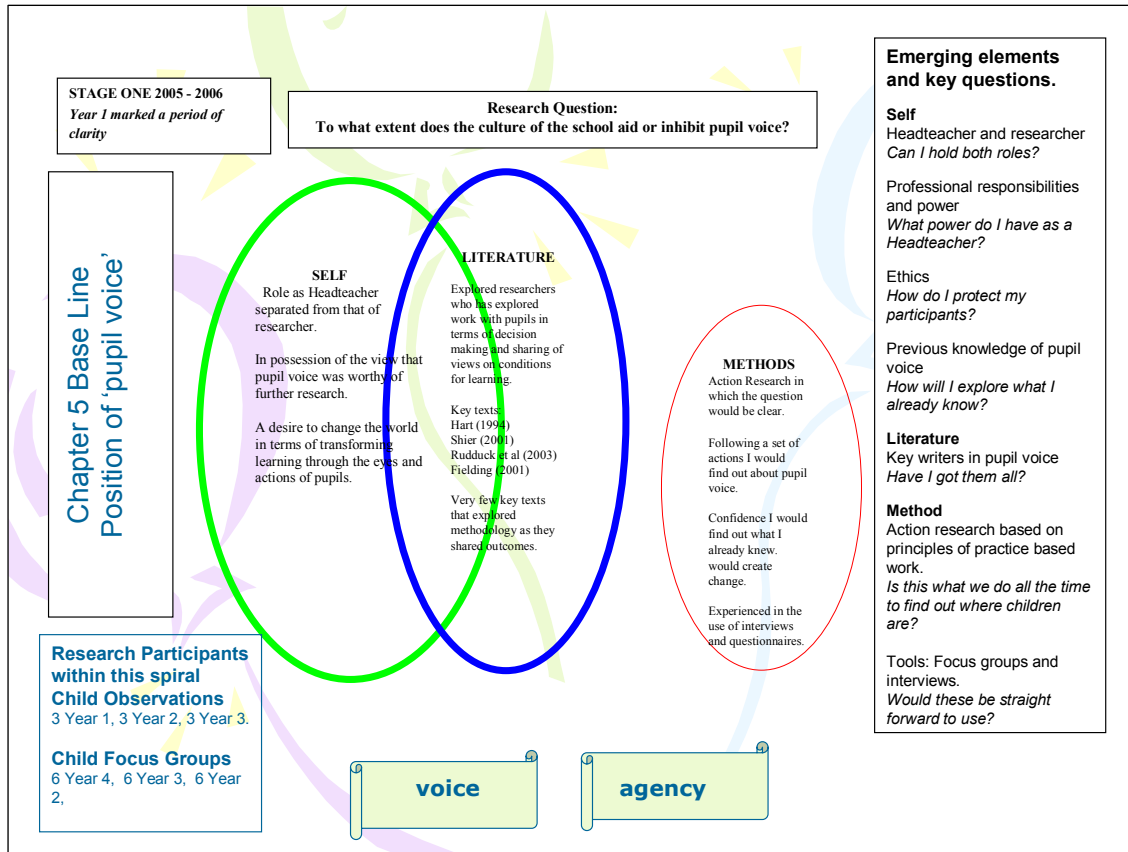 STAGE ONE 2005 - 2006
Year 1 marked a period of
clarity
Research Question:
To what extent does the culture of the school aid or inhibit pupil voice?
Chapter 5 Base Line
Position of ‘pupil voice’
SELF
Role as Headteacher
separated from that of
researcher.
In possession of the view that
pupil voice was worthy of
further research.
A desire to change the world
in terms of transforming
learning through the eyes and
actions of pupils.
LITERATURE
Explored researchers
who has explored
work with pupils in
terms of decision
making and sharing of
views on conditions
for learning.
Key texts:
Hart (1994)
Shier (2001)
Rudduck et al (2003)
Fielding (2001)
Very few key texts
that explored
methodology as they
shared outcomes.
METHODS
Action Research in
which the question
would be clear.
Following a set of
actions I would
find out about pupil
voice.
Confidence I would
find out what I
already knew.
would create
change.
Experienced in the
use of interviews
and questionnaires.
Emerging elements
and key questions.
Self
Headteacher and researcher
Can I hold both roles?
Professional responsibilities
and power
What power do I have as a
Headteacher?
Ethics
How do I protect my
participants?
Previous knowledge of pupil
voice
How will I explore what I
already know?
Literature
Key writers in pupil voice
Have I got them all?
Method
Action research based on
principles of practice based
work.
Is this what we do all the time
to find out where children
are?
Tools: Focus groups and
interviews.
Would these be straight
forward to use?
Research Participants
within this spiral
Child Observations
3 Year 1, 3 Year 2, 3 Year 3.
Child Focus Groups
6 Year 4,  6 Year 3,  6 Year
2,
voice
agency